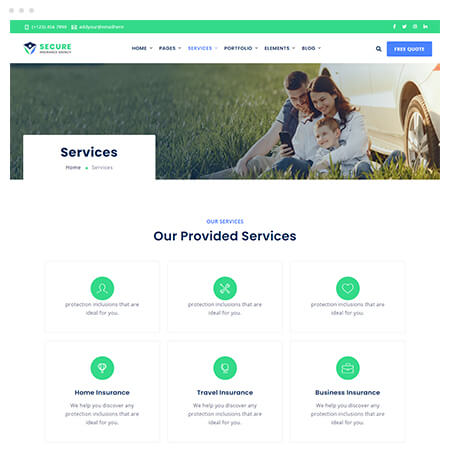 (+123) 456 7890 addyour@emailhere
SECURE
INSURANCE AGENCY
HOME PAGES SERVICES PORTFOLIO ELEMENTS BLOG
FREE QUOTE
Services
Home Services
OUR SERVICES
Our Provided Services
protection inclusions that are
ideal for you.
protection inclusions that are
ideal for you.
protection inclusions that are
ideal for you.
Home Insurance
We help you discover any
protection inclusions that are
ideal for you.
Travel Insurance
We help you discover any
protection inclusions that are
ideal for you.
Business Insurance
We help you discover any
protection inclusions that are
ideal for you.